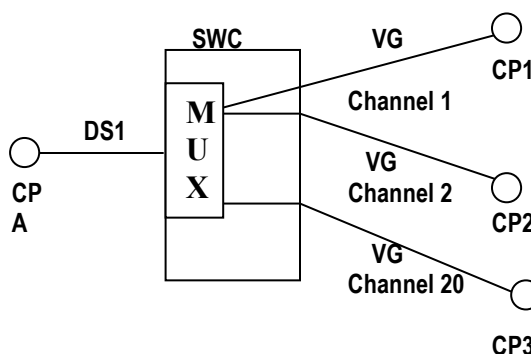 SWC
VG
CP1
Channel 1
DS1
M
U
X
VG
Channel 2
CP
A
CP2
VG
Channel 20
CP3